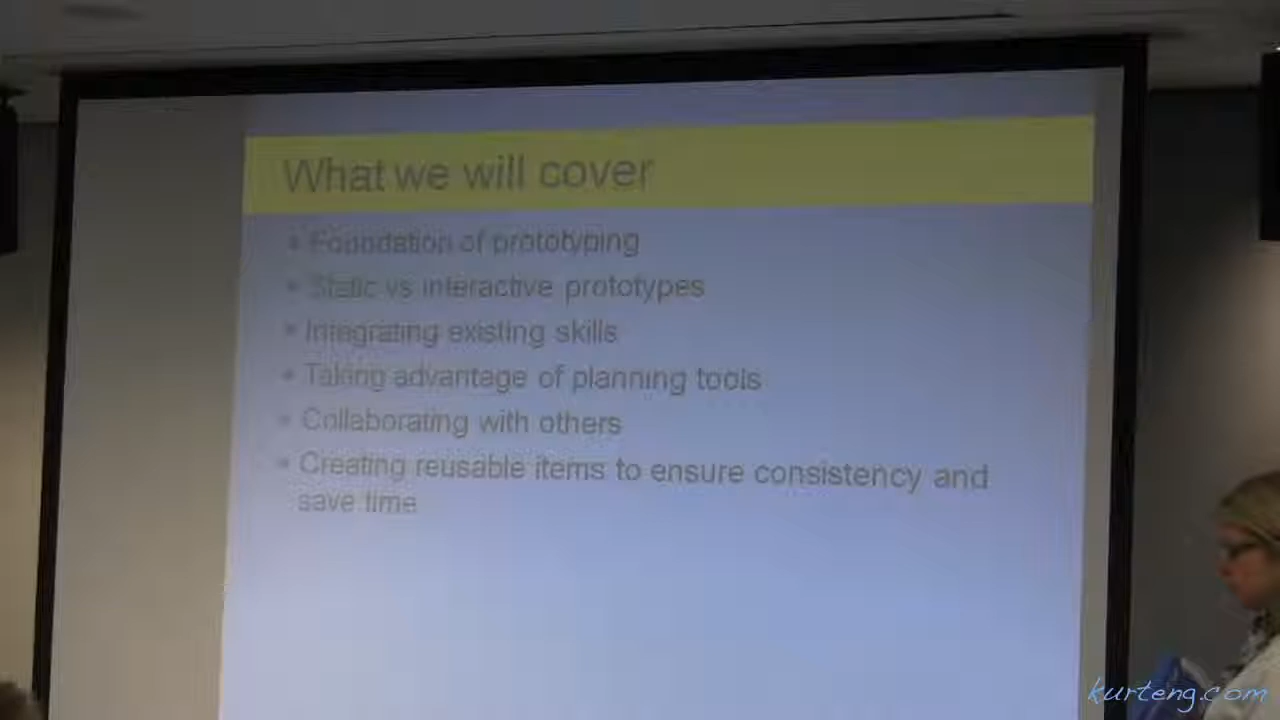 What we will cover
• Foundation of prototyping
• Static vs interactive prototypes
• Integrating existing skills
• Taking advantage of planning tools
• Collaborating with others
• Creating reusable items to ensure consistency and
save time
kurteng.com